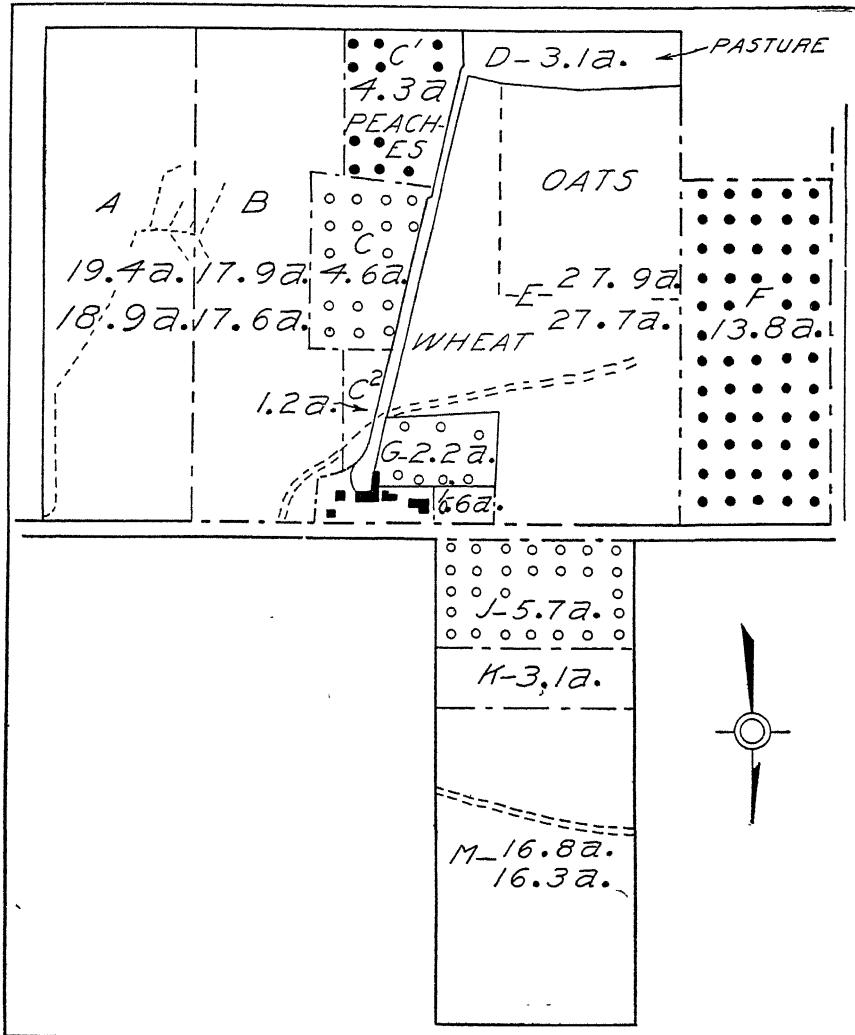 C¹
4.3a
PEACH-
ES
D-3.1a.
PASTURE
OATS
A
B
C
19.4a.
17.9a.
4.6a.
18.9a.
17.6a.
-E-
27.9a
27.7a.
F
13.8a.
WHEAT
C²
1.2a.
G-2.2a.
J-5.7a.
K-3.1a.
M-16.8a.
16.3a.